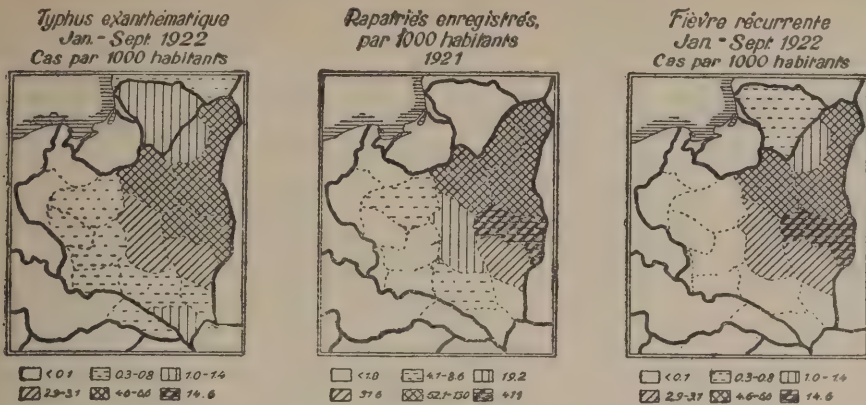 Typhus exanthématique
Jan. - Sept. 1922
Cas par 1000 habitants
< 0.1 0.3-0.8 1.0-1.4
2.9-3.1 4.6-6.0 14.6
Rapatriés enregistrés,
par 1000 habitants
1921
< 1.0 4.1-8.6 19.2
37.6 52.1-130 471
Fièvre récurrente
Jan - Sept 1922
Cas par 1000 habitants
< 0.1 0.3-0.8 1.0-1.4
2.9-3.1 4.6-6.0 14.6